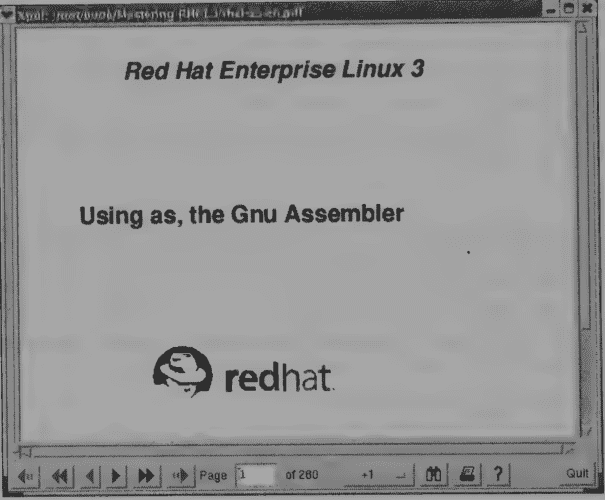 Red Hat Enterprise Linux 3
Using as, the Gnu Assembler
redhat.
Page 1 of 280 +1 ? Quit